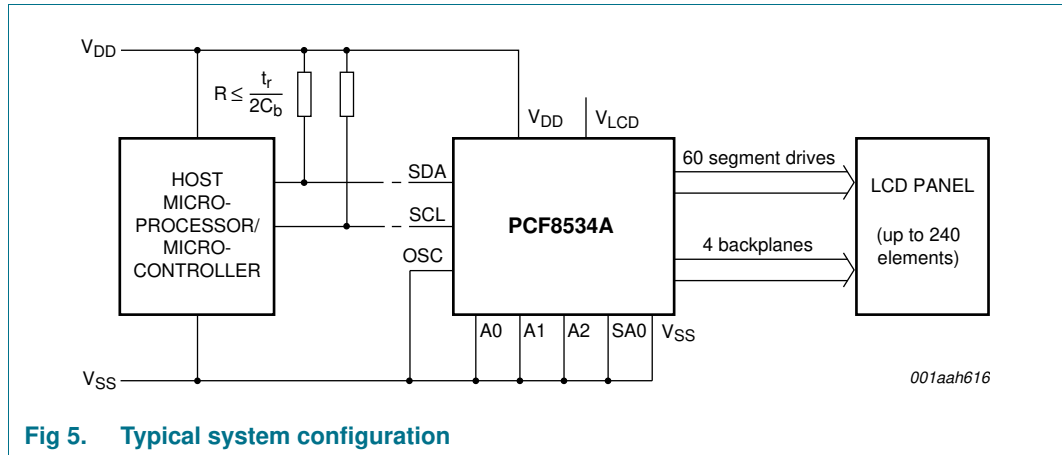 VDD
R ≤ tr
2Cb
VDD
VLCD
HOST
MICRO-
PROCESSOR/
MICRO-
CONTROLLER
SDA
SCL
OSC
PCF8534A
60 segment drives
4 backplanes
LCD PANEL
(up to 240
elements)
A0 A1 A2 SA0 VSS
VSS
001aah616
Fig 5. Typical system configuration